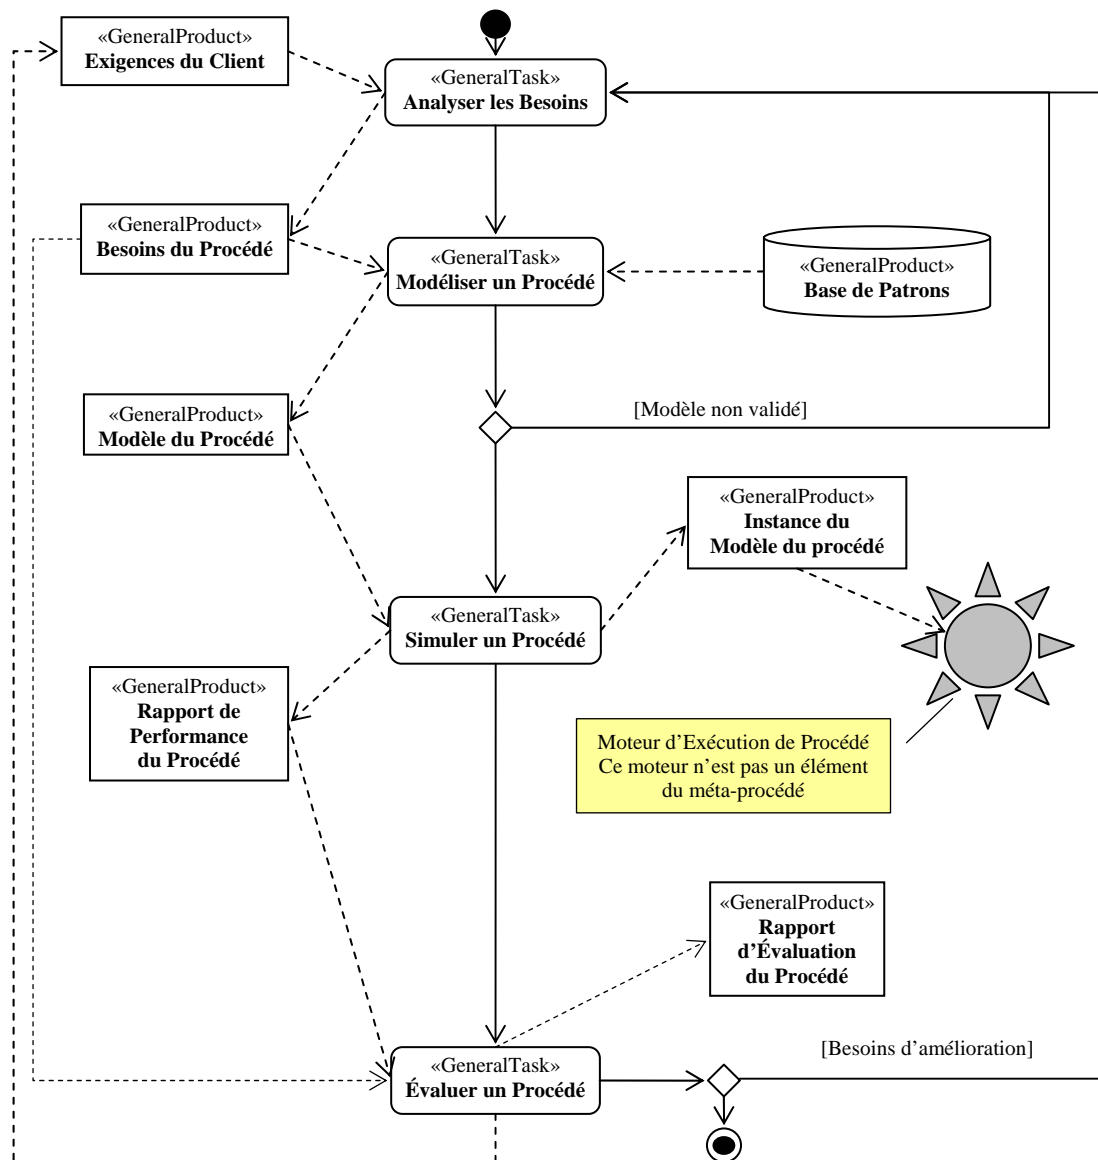 «GeneralProduct»
Exigences du Client
«GeneralTask»
Analyser les Besoins
«GeneralProduct»
Besoins du Procédé
«GeneralTask»
Modéliser un Procédé
«GeneralProduct»
Base de Patrons
«GeneralProduct»
Modèle du Procédé
[Modèle non validé]
«GeneralProduct»
Instance du
Modèle du procédé
«GeneralTask»
Simuler un Procédé
«GeneralProduct»
Rapport de
Performance
du Procédé
Moteur d’Exécution de Procédé
Ce moteur n’est pas un élément
du méta-procédé
«GeneralProduct»
Rapport
d’Évaluation
du Procédé
«GeneralTask»
Évaluer un Procédé
[Besoins d’amélioration]